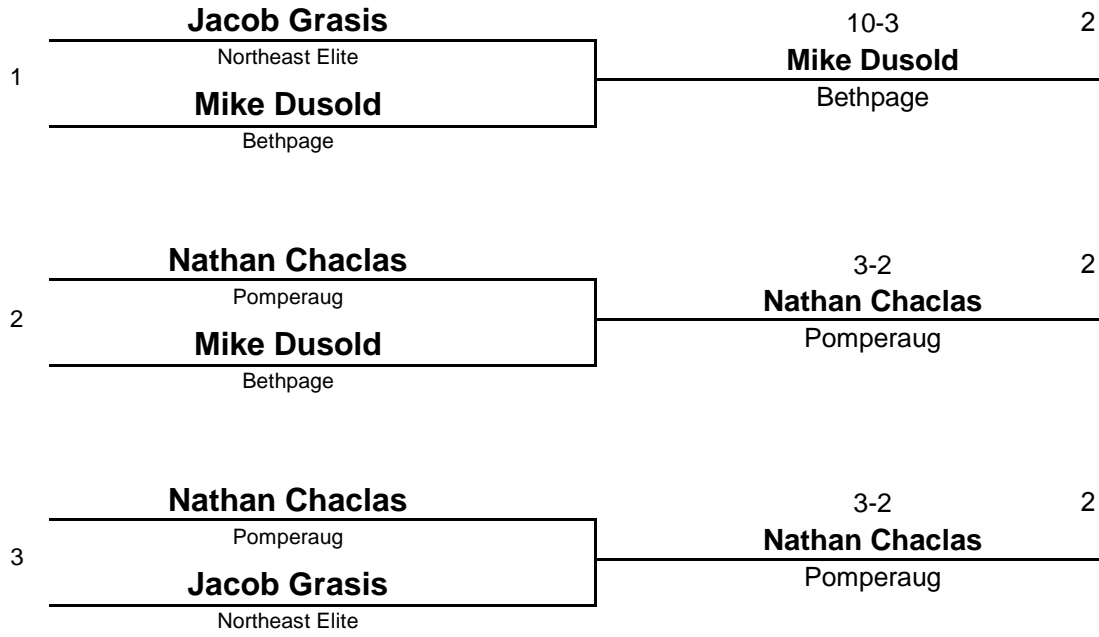 Jacob Grasis
Northeast Elite
1
Mike Dusold
Bethpage
10-3 2
Mike Dusold
Bethpage
Nathan Chaclas
Pomperaug
2
Mike Dusold
Bethpage
3-2 2
Nathan Chaclas
Pomperaug
Nathan Chaclas
Pomperaug
3
Jacob Grasis
Northeast Elite
3-2 2
Nathan Chaclas
Pomperaug